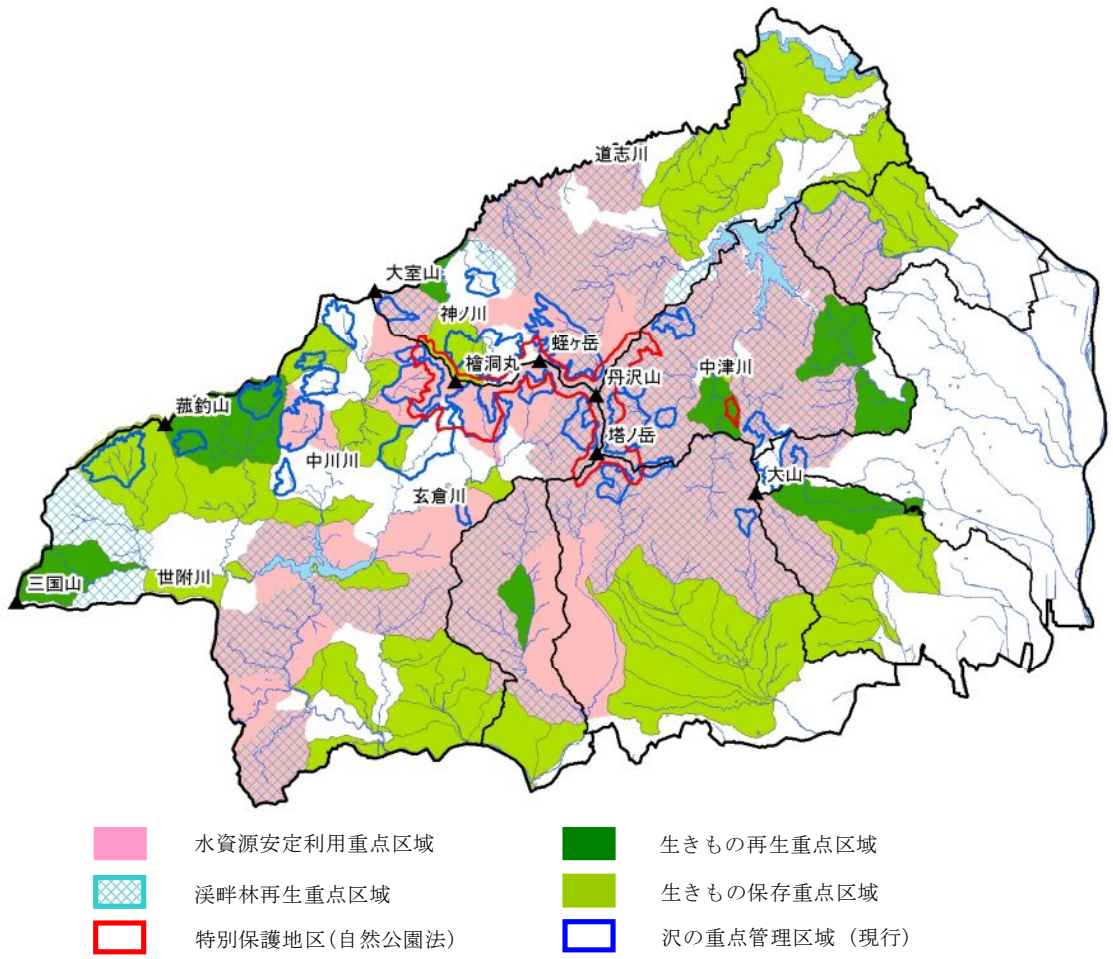 道志川
大室山
神ノ川
蛭ヶ岳
檜洞丸
丹沢山
中津川
菰釣山
塔ノ岳
中川川
大山
玄倉川
三国山
世附川
水資源安定利用重点区域
生きもの再生重点区域
渓畔林再生重点区域
生きもの保存重点区域
特別保護地区(自然公園法)
沢の重点管理区域（現行）